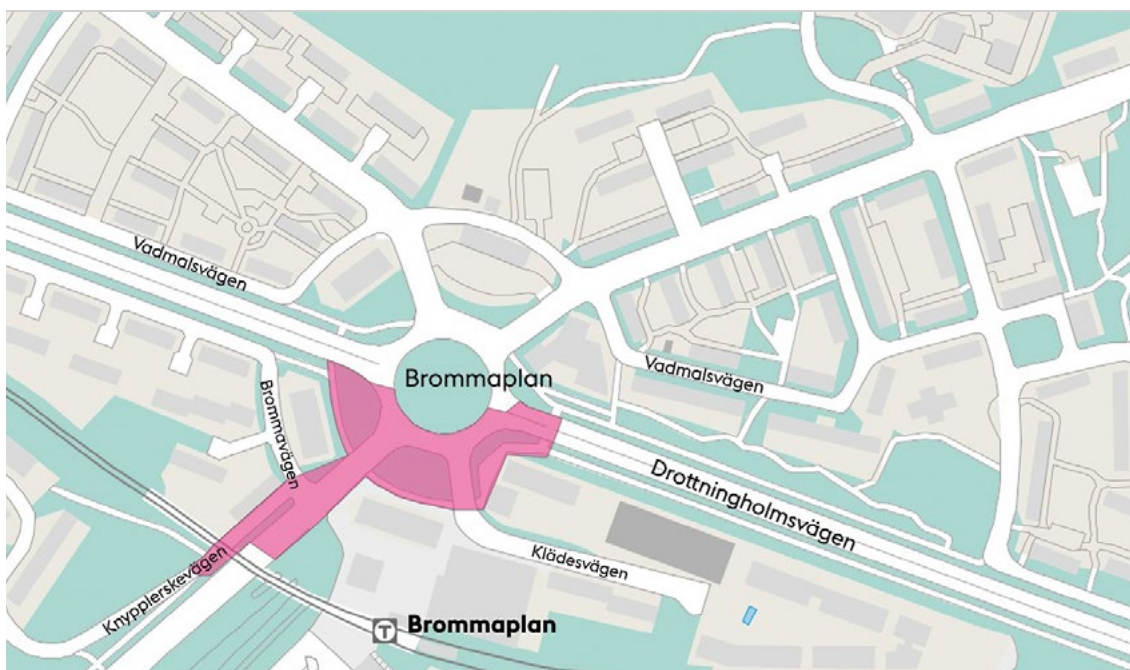 Vadmalsvägen
Brommaplan
Vadmalsvägen
Brommavägen
Drottningholmsvägen
Klädesvägen
Knypplerskevägen
T Brommaplan